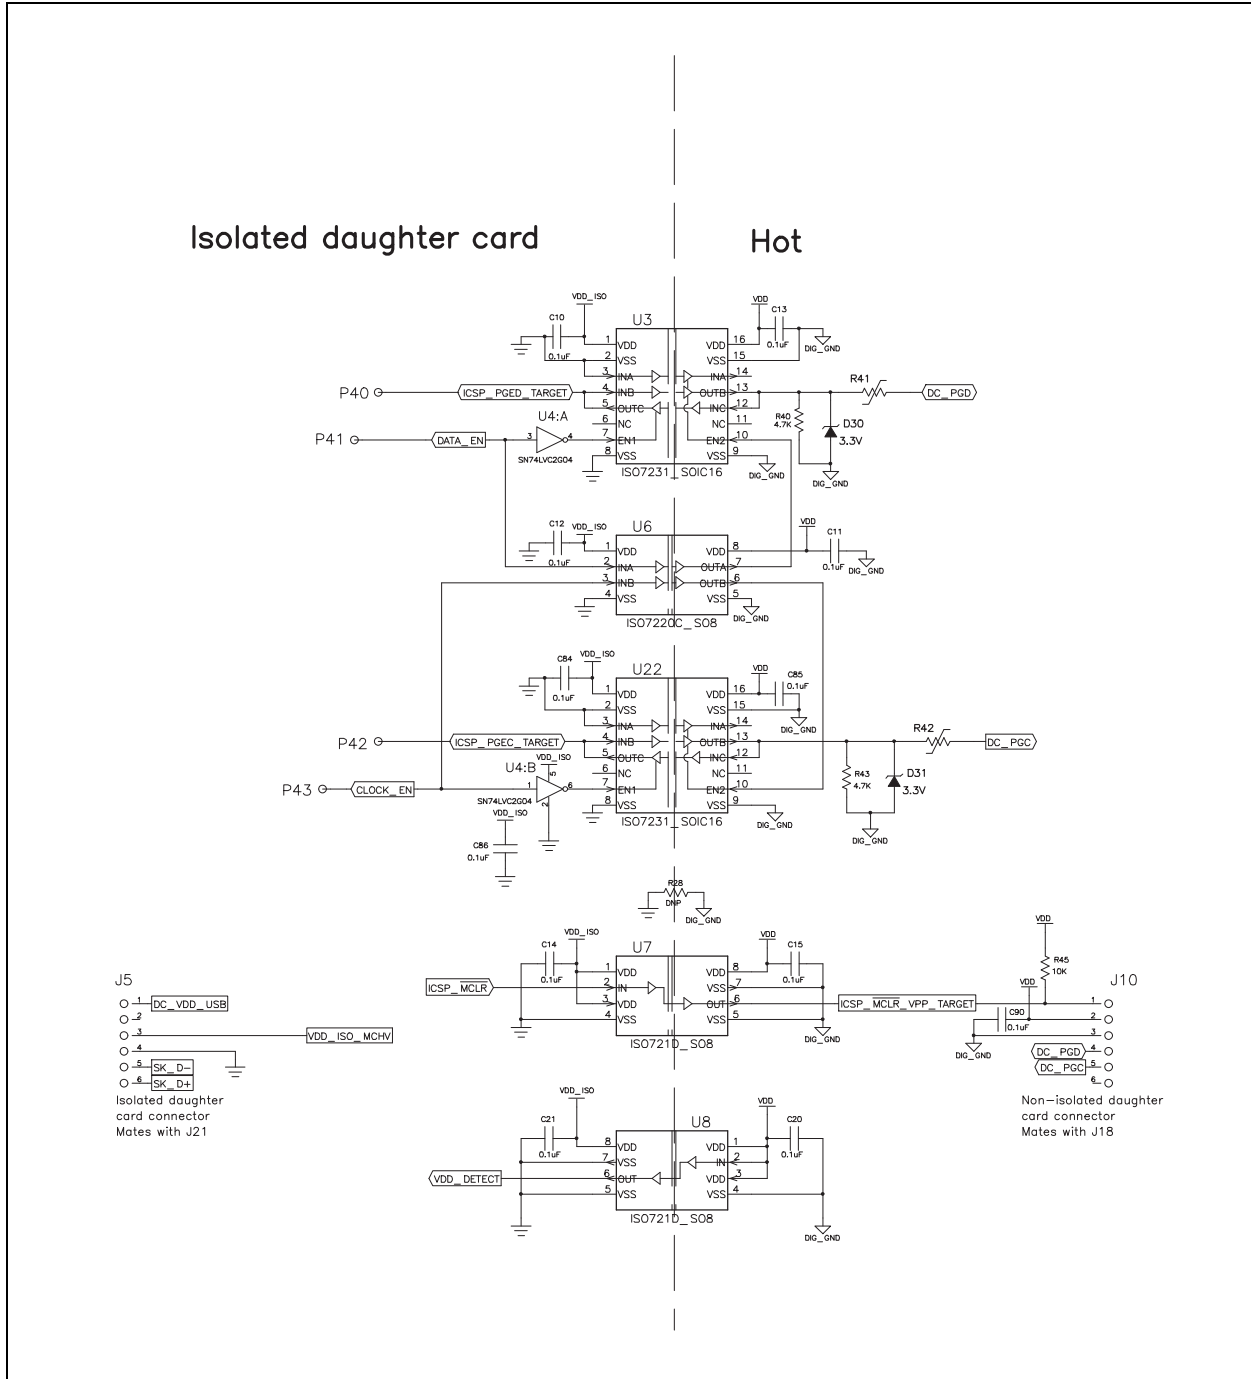 Isolated daughter card
Hot
VDD_ISO
VDD
C10
C13
0.1uF
0.1uF
DIG_GND
U3
1 VDD VDD 16
2 VSS VSS 15
3 INA INA 14
4 INB OUTB 13
5 OUTC INC 12
6 NC NC 11
7 EN1 EN2 10
8 VSS VSS 9
ISO7231_SOIC16
P40
ICSP_PGED_TARGET
P41
DATA_EN
U4:A
3 4
SN74LVC2G04
R41
DC_PGD
R40
4.7K
D30
3.3V
DIG_GND
DIG_GND
C12
VDD_ISO
0.1uF
VDD
C11
0.1uF
DIG_GND
U6
1 VDD VDD 8
2 INA OUTA 7
3 INB OUTB 6
4 VSS VSS 5
DIG_GND
ISO7220C_SO8
VDD_ISO
C84
0.1uF
VDD
C85
0.1uF
DIG_GND
U22
1 VDD VDD 16
2 VSS VSS 15
3 INA INA 14
4 INB OUTB 13
5 OUTC INC 12
6 NC NC 11
7 EN1 EN2 10
8 VSS VSS 9
ISO7231_SOIC16
DIG_GND
P42
ICSP_PGEC_TARGET
P43
CLOCK_EN
U4:B
VDD_ISO
5
1 6
2
SN74LVC2G04
VDD_ISO
C86
0.1uF
R42
DC_PGC
R43
4.7K
D31
3.3V
DIG_GND
R28
DNP
DIG_GND
VDD_ISO
C14
0.1uF
VDD
C15
0.1uF
U7
1 VDD VDD 8
2 IN VSS 7
3 VDD OUT 6
4 VSS VSS 5
ISO721D_SO8
DIG_GND
ICSP_MCLR
ICSP_MCLR_VPP_TARGET
VDD
R45
10K
VDD
C90
0.1uF
DIG_GND
J10
1
2
3
DC_PGD 4
DC_PGC 5
6
Non-isolated daughter
card connector
Mates with J18
J5
1 DC_VDD_USB
2
3 VDD_ISO_MCHV
4
5 SK_D-
6 SK_D+
Isolated daughter
card connector
Mates with J21
VDD_ISO
C21
0.1uF
VDD
C20
0.1uF
U8
8 VDD VDD 1
7 VSS IN 2
6 OUT VDD 3
5 VSS VSS 4
ISO721D_SO8
VDD_DETECT
DIG_GND